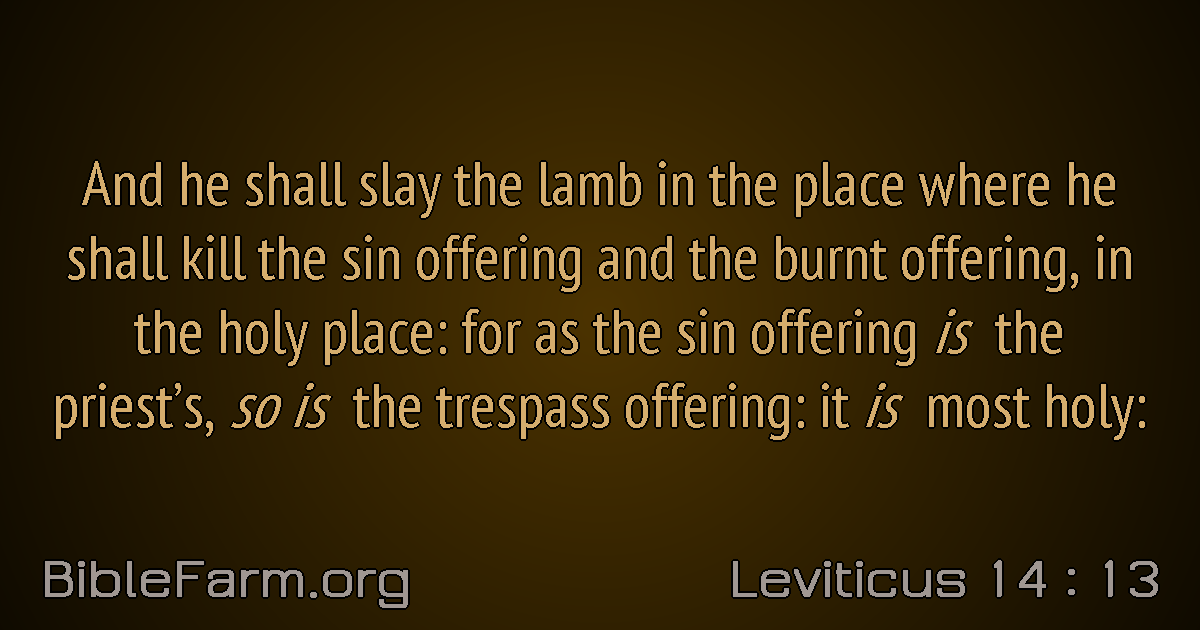 And he shall slay the lamb in the place where he
shall kill the sin offering and the burnt offering, in
the holy place: for as the sin offering is the
priest’s, so is the trespass offering: it is most holy:
BibleFarm.org
Leviticus 14 : 13